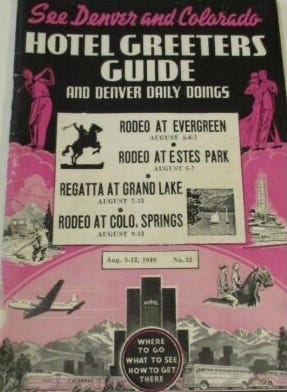 See Denver and Colorado
HOTEL GREETERS
GUIDE
AND DENVER DAILY DOINGS
RODEO AT EVERGREEN
AUGUST 5-6-7
RODEO AT ESTES PARK
AUGUST 6-7
REGATTA AT GRAND LAKE
AUGUST 7-13
RODEO AT COLO. SPRINGS
AUGUST 9-13
Aug. 5-12, 1949 No. 32
HOTEL
WHERE
TO GO
WHAT TO SEE
HOW TO GET
THERE